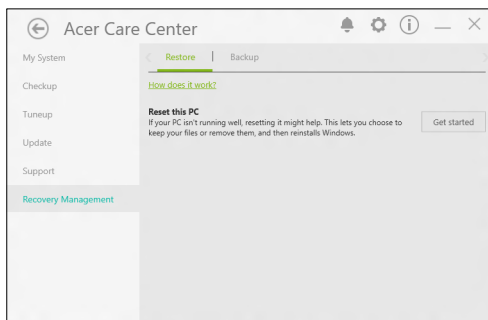 Acer Care Center
My System
Checkup
Tuneup
Update
Support
Recovery Management
Restore Backup
How does it work?
Reset this PC
If your PC isn't running well, resetting it might help. This lets you choose to
keep your files or remove them, and then reinstalls Windows.
Get started